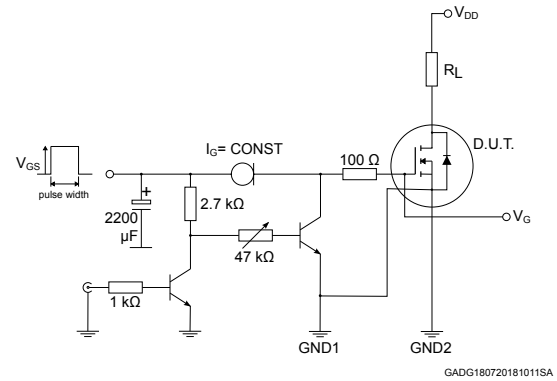 VDD
RL
IG= CONST
100 Ω
D.U.T.
VGS
pulse width
+
2200
μF
2.7 kΩ
VG
47 kΩ
1 kΩ
GND1
GND2
GADG180720181011SA